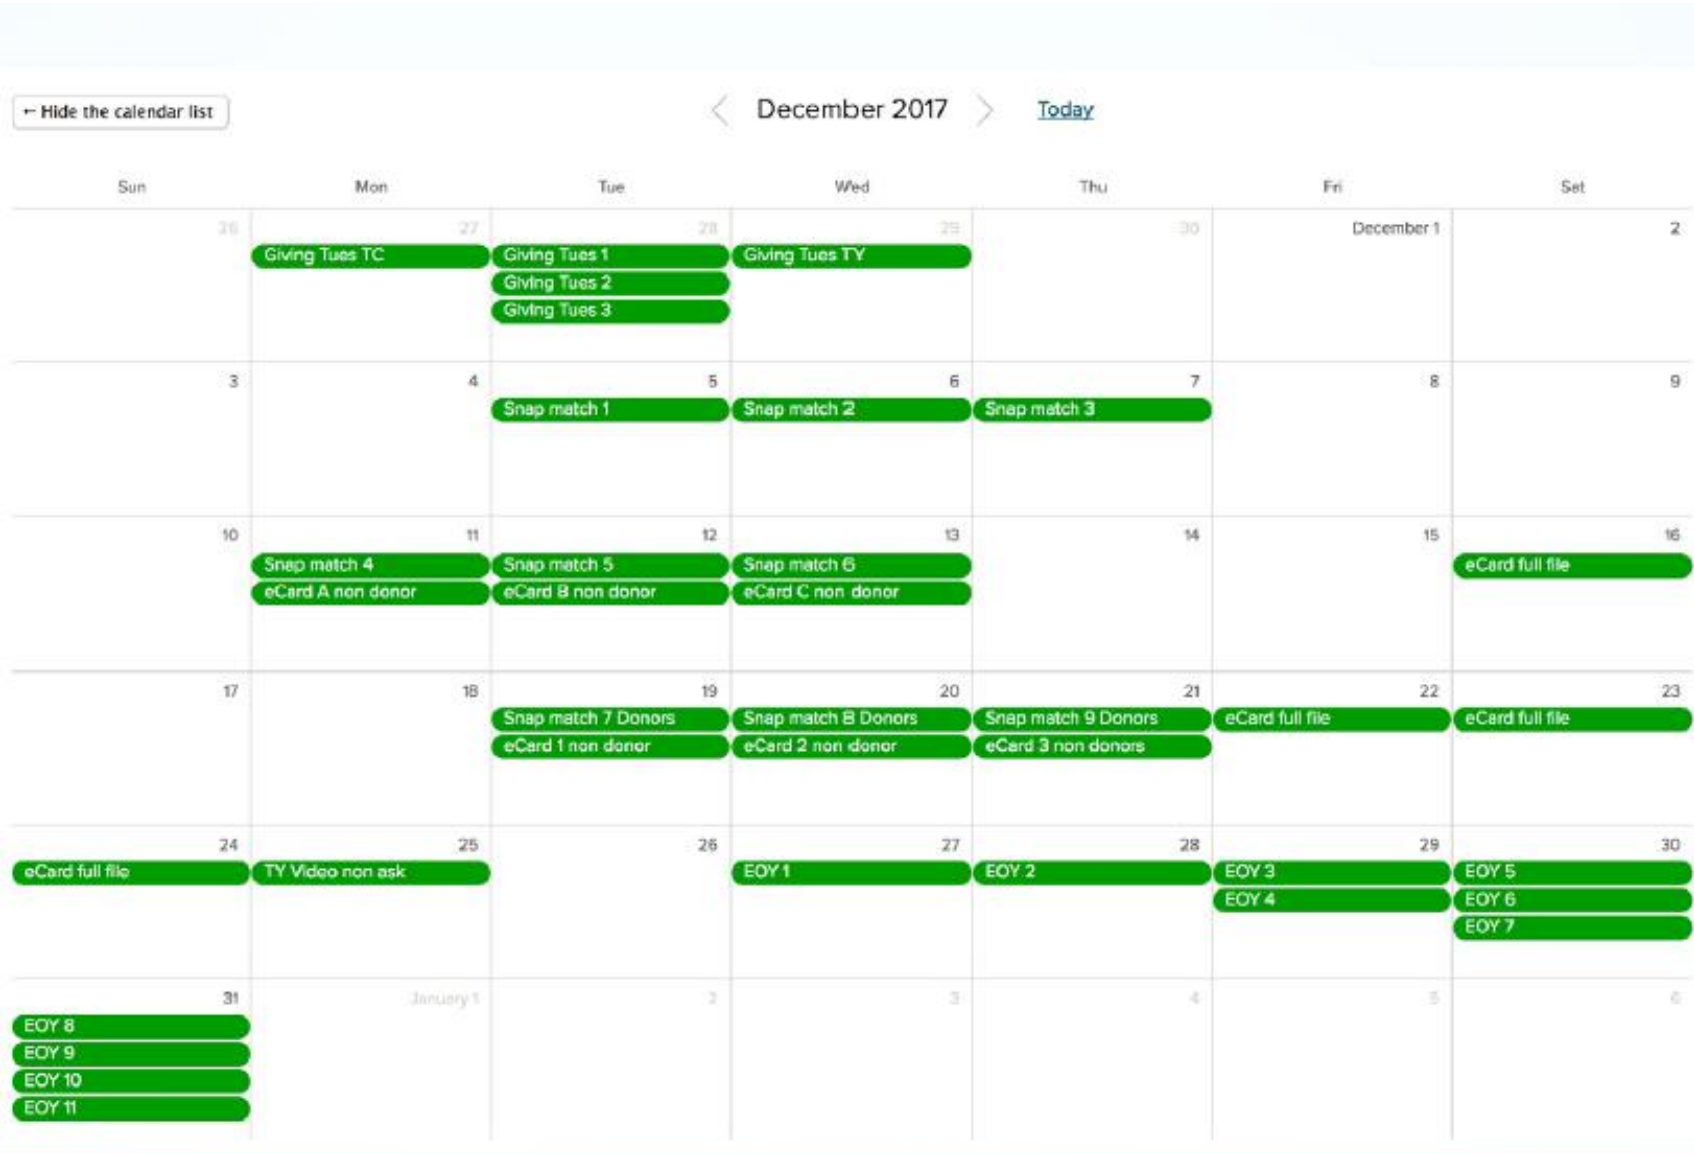 ← Hide the calendar list
December 2017
Today
Sun Mon Tue Wed Thu Fri Sat
26 27 28 29 30 December 1 2
Giving Tues TC Giving Tues 1 Giving Tues TY
Giving Tues 2
Giving Tues 3
3 4 5 6 7 8 9
Snap match 1 Snap match 2 Snap match 3
10 11 12 13 14 15 16
Snap match 4 Snap match 5 Snap match 6 eCard full file
eCard A non donor eCard B non donor eCard C non donor
17 18 19 20 21 22 23
Snap match 7 Donors Snap match 8 Donors Snap match 9 Donors eCard full file eCard full file
eCard 1 non donor eCard 2 non donor eCard 3 non donors
24 25 26 27 28 29 30
eCard full file TY Video non ask EOY 1 EOY 2 EOY 3 EOY 5
EOY 4 EOY 6
EOY 7
31 January 1 2 3 4 5 6
EOY 8
EOY 9
EOY 10
EOY 11